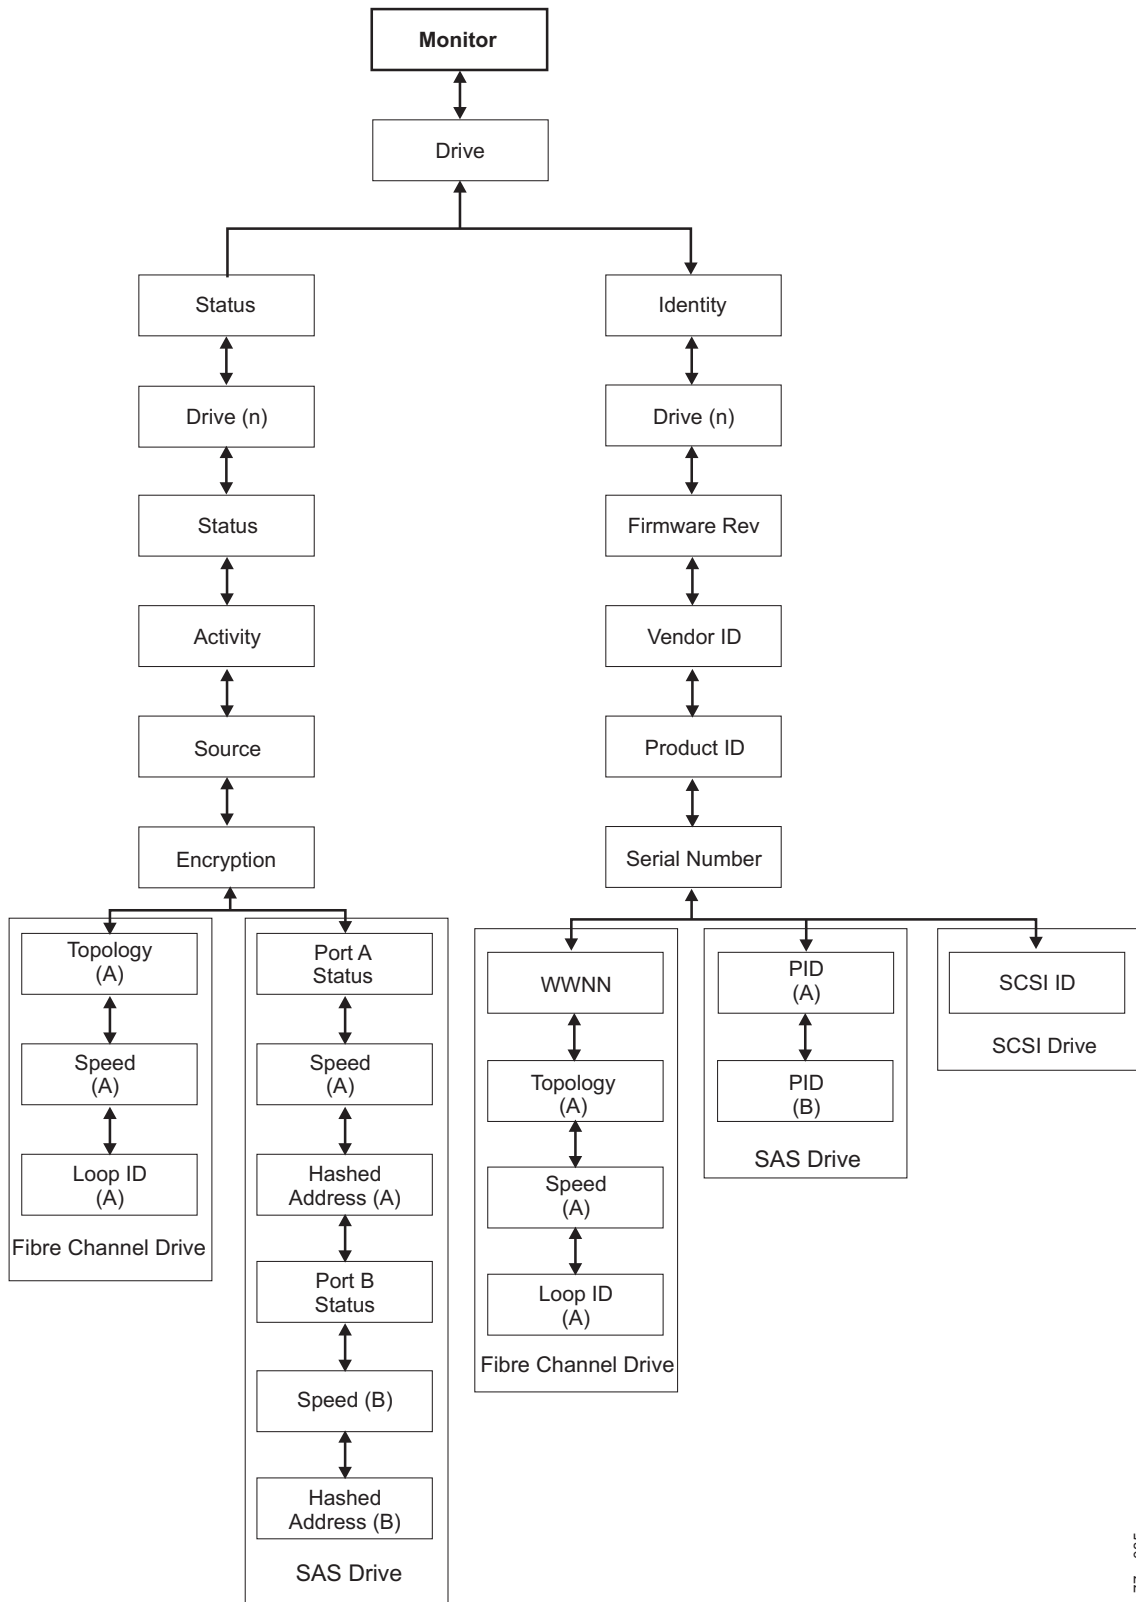 Monitor
Drive
Status
Identity
Drive (n)
Drive (n)
Status
Firmware Rev
Activity
Vendor ID
Source
Product ID
Encryption
Serial Number
Topology
(A)
Speed
(A)
Loop ID
(A)
Fibre Channel Drive
Port A
Status
Speed
(A)
Hashed
Address (A)
Port B
Status
Speed (B)
Hashed
Address (B)
SAS Drive
WWNN
Topology
(A)
Speed
(A)
Loop ID
(A)
Fibre Channel Drive
PID
(A)
PID
(B)
SAS Drive
SCSI ID
SCSI Drive